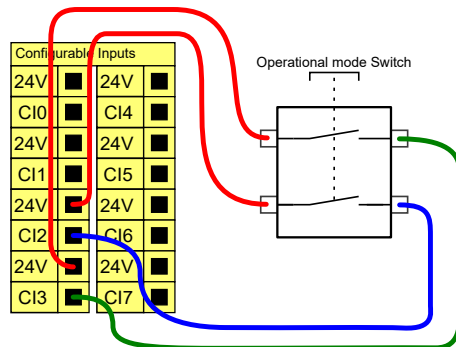 Configurable Inputs
Operational mode Switch
24V 24V
CI0 CI4
24V 24V
CI1 CI5
24V 24V
CI2 CI6
24V 24V
CI3 CI7